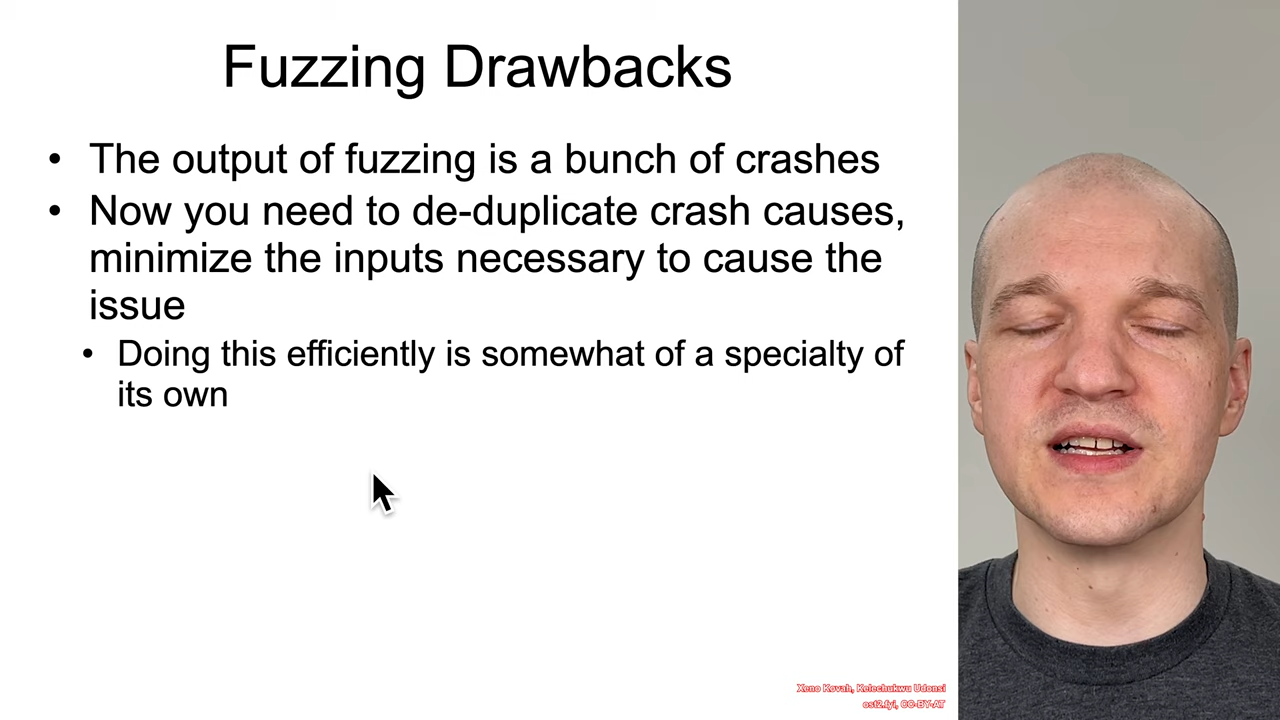 Fuzzing Drawbacks
• The output of fuzzing is a bunch of crashes
• Now you need to de-duplicate crash causes,
minimize the inputs necessary to cause the
issue
• Doing this efficiently is somewhat of a specialty of
its own
Xeno Kovah, Kelechukwu Udonsi
ost2.fyi, CC-BY-AT